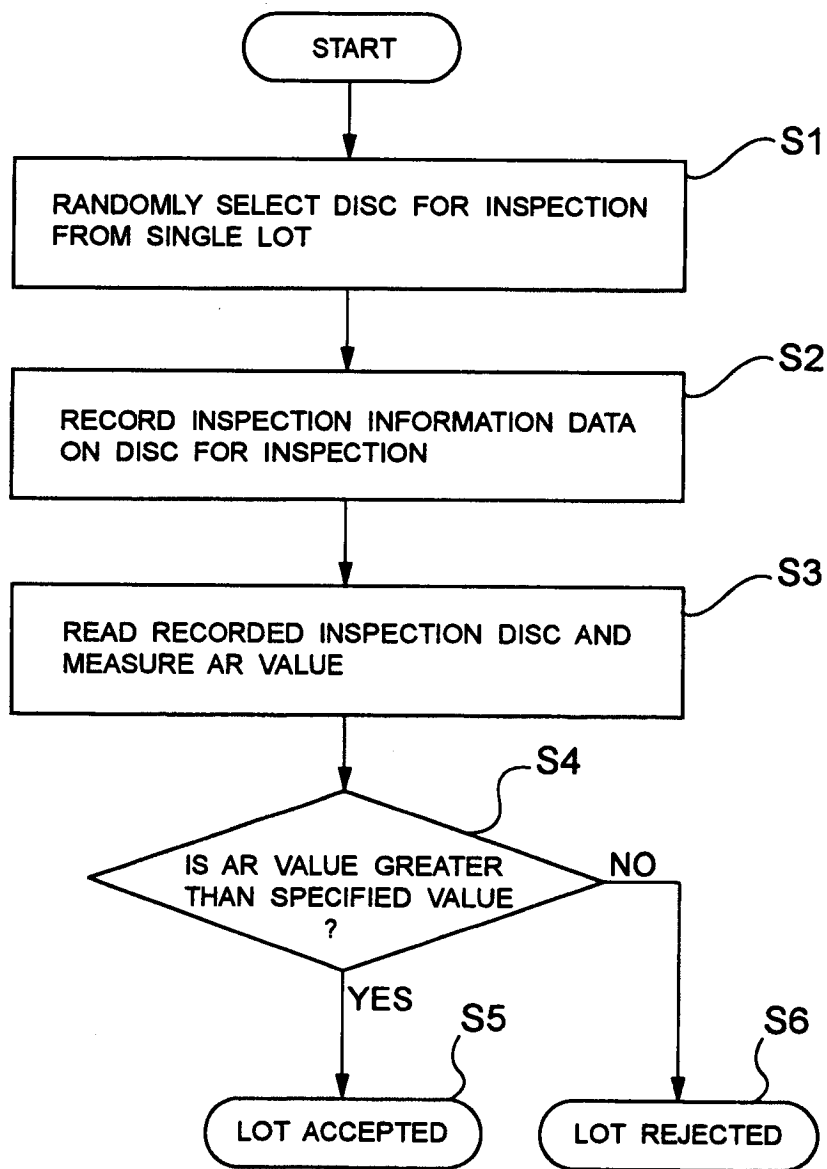 START
S1
RANDOMLY SELECT DISC FOR INSPECTION
FROM SINGLE LOT
S2
RECORD INSPECTION INFORMATION DATA
ON DISC FOR INSPECTION
S3
READ RECORDED INSPECTION DISC AND
MEASURE AR VALUE
S4
IS AR VALUE GREATER
THAN SPECIFIED VALUE
?
NO
YES
S5
LOT ACCEPTED
S6
LOT REJECTED